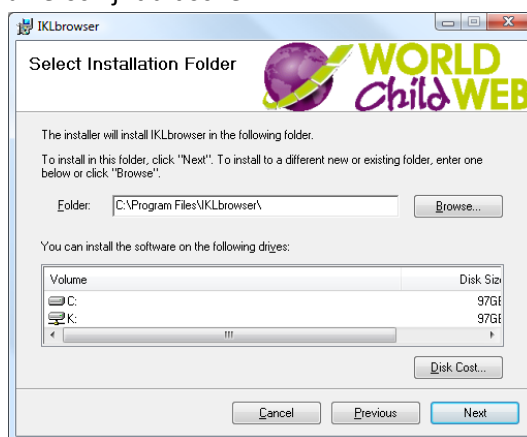 IKLbrowser
Select Installation Folder
WORLD
Child WEB
The installer will install IKLbrowser in the following folder.
To install in this folder, click "Next". To install to a different new or existing folder, enter one
below or click "Browse".
Folder: C:\Program Files\IKLbrowser\ Browse...
You can install the software on the following drives:
Volume Disk Size
C: 97GB
K: 97GB
Disk Cost...
Cancel Previous Next